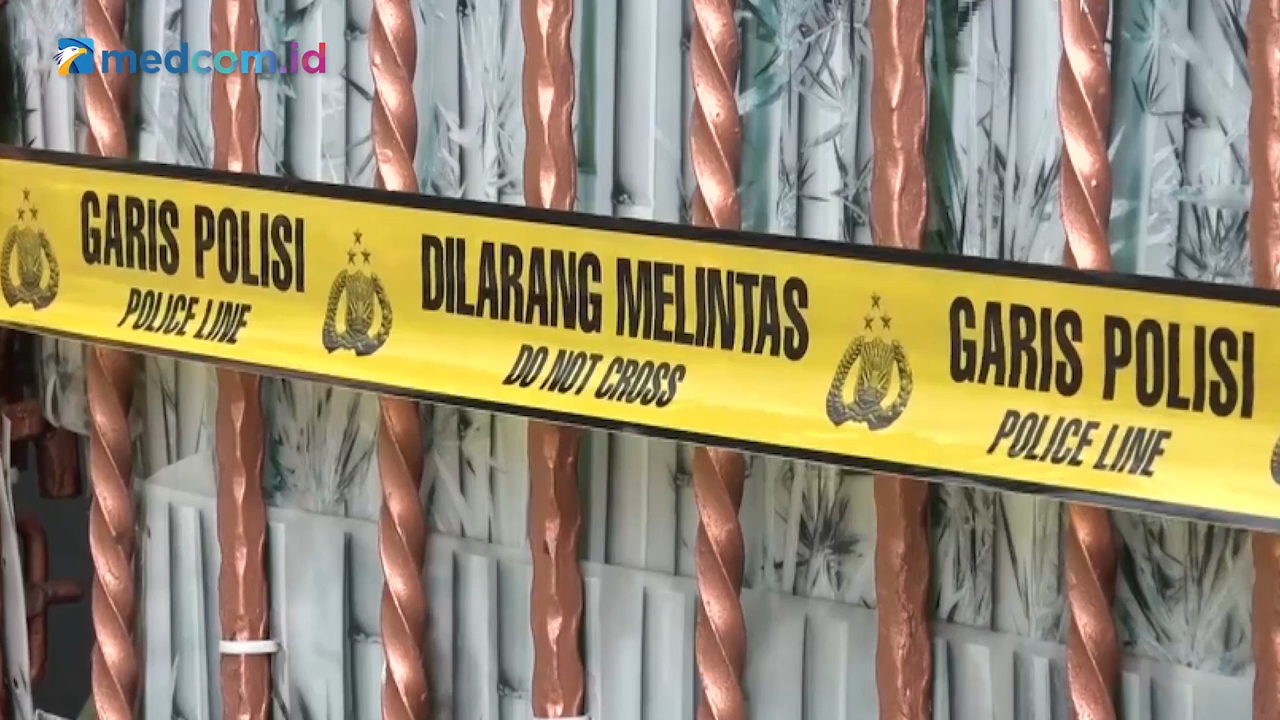 medcom.id
GARIS POLISI
POLICE LINE
DILARANG MELINTAS
DO NOT CROSS
GARIS POLISI
POLICE LINE